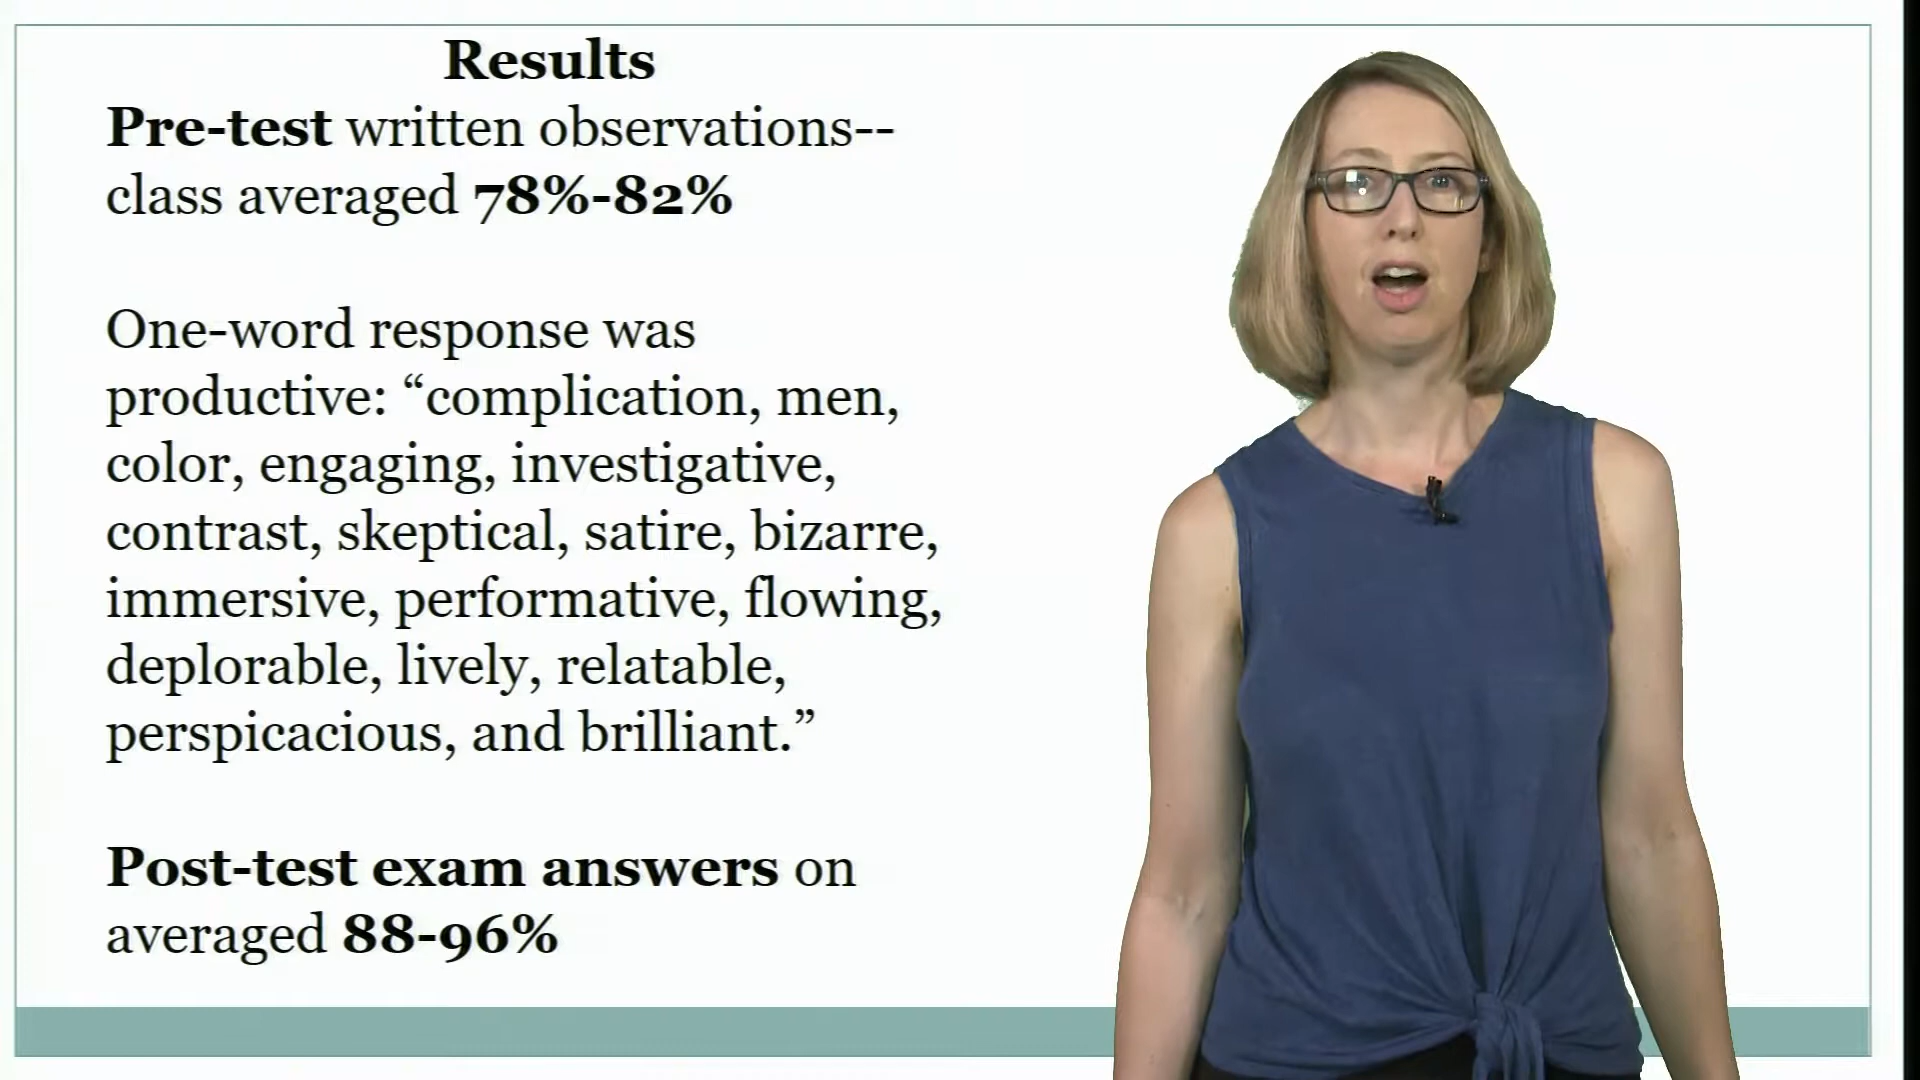 Results
Pre-test written observations--
class averaged 78%-82%
One-word response was
productive: “complication, men,
color, engaging, investigative,
contrast, skeptical, satire, bizarre,
immersive, performative, flowing,
deplorable, lively, relatable,
perspicacious, and brilliant.”
Post-test exam answers on
averaged 88-96%